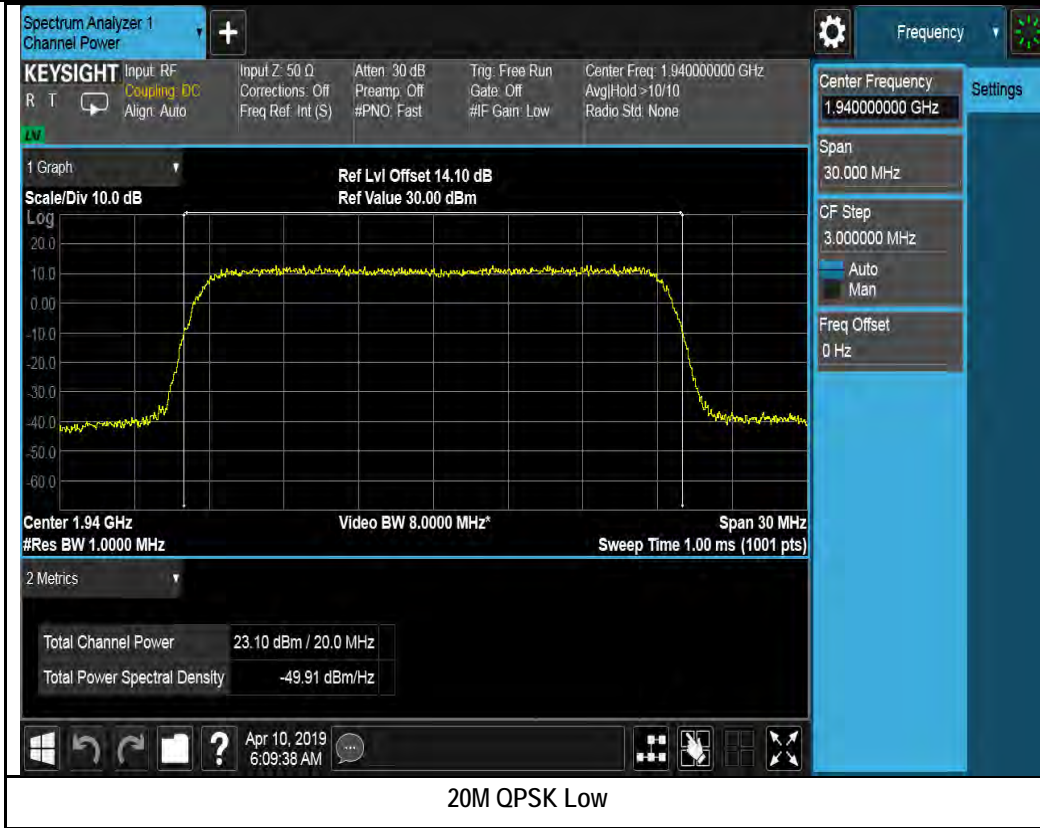 Spectrum Analyzer 1
Channel Power
+
Frequency
KEYSIGHT
R T
LV
Input: RF
Coupling: DC
Align: Auto
Input Z: 50 Ω
Corrections: Off
Freq Ref: Int (S)
Atten: 30 dB
Preamp: Off
#PNO: Fast
Trig: Free Run
Gate: Off
#IF Gain: Low
Center Freq: 1.940000000 GHz
Avg|Hold >10/10
Radio Std: None
Center Frequency
1.940000000 GHz
Settings
Span
30.000 MHz
CF Step
3.000000 MHz
Auto
Man
Freq Offset
0 Hz
1 Graph
Scale/Div 10.0 dB
Ref Lvl Offset 14.10 dB
Ref Value 30.00 dBm
Log
20.0
10.0
0.00
-10.0
-20.0
-30.0
-40.0
-50.0
-60.0
Center 1.94 GHz
#Res BW 1.0000 MHz
Video BW 8.0000 MHz*
Span 30 MHz
Sweep Time 1.00 ms (1001 pts)
2 Metrics
Total Channel Power 23.10 dBm / 20.0 MHz
Total Power Spectral Density -49.91 dBm/Hz
?
Apr 10, 2019
6:09:38 AM
20M QPSK Low